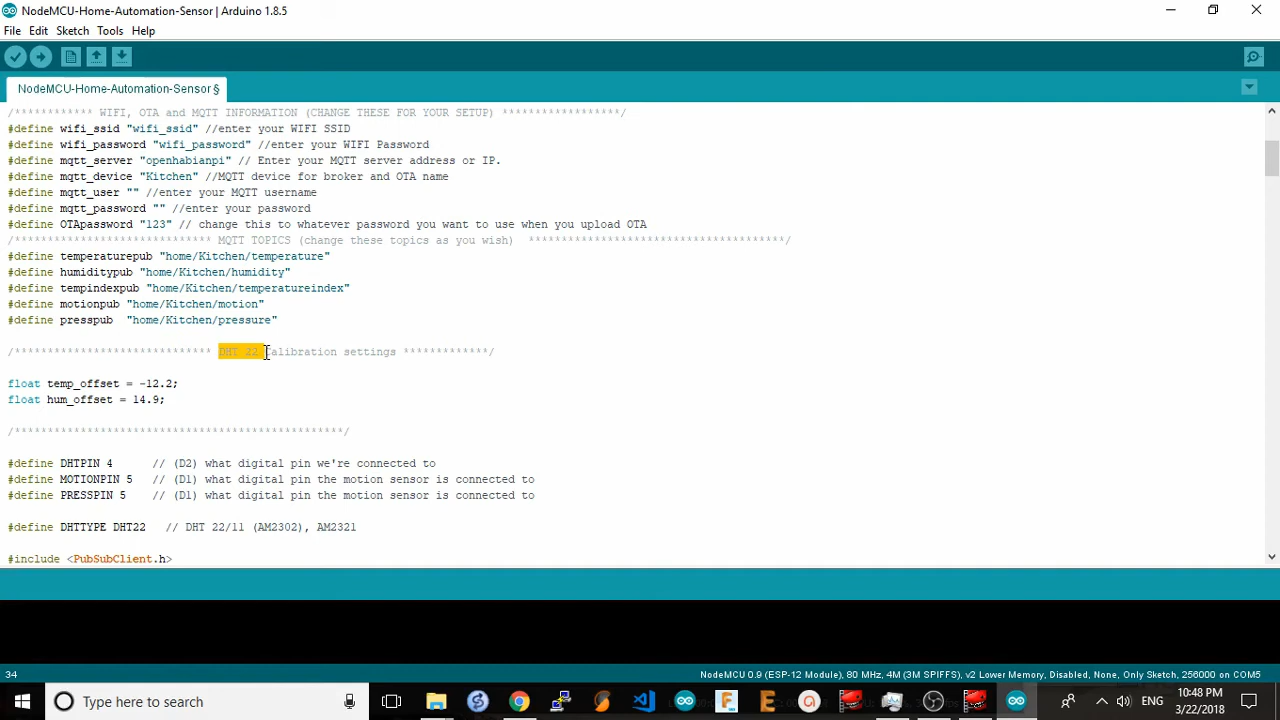 NodeMCU-Home-Automation-Sensor | Arduino 1.8.5
File Edit Sketch Tools Help
NodeMCU-Home-Automation-Sensor §
/************ WIFI, OTA and MQTT INFORMATION (CHANGE THESE FOR YOUR SETUP) ******************/
#define wifi_ssid "wifi_ssid" //enter your WIFI SSID
#define wifi_password "wifi_password" //enter your WIFI Password
#define mqtt_server "openhabianpi" // Enter your MQTT server address or IP.
#define mqtt_device "Kitchen" //MQTT device for broker and OTA name
#define mqtt_user "" //enter your MQTT username
#define mqtt_password "" //enter your password
#define OTApassword "123" // change this to whatever password you want to use when you upload OTA
/****************************** MQTT TOPICS (change these topics as you wish)  ***************************************/
#define temperaturepub "home/Kitchen/temperature"
#define humiditypub "home/Kitchen/humidity"
#define tempindexpub "home/Kitchen/temperatureindex"
#define motionpub "home/Kitchen/motion"
#define presspub  "home/Kitchen/pressure"
/****************************** DHT 22 Calibration settings *************/
float temp_offset = -12.2;
float hum_offset = 14.9;
/**************************************************/
#define DHTPIN 4      // (D2) what digital pin we're connected to
#define MOTIONPIN 5   // (D1) what digital pin the motion sensor is connected to
#define PRESSPIN 5    // (D1) what digital pin the motion sensor is connected to
#define DHTTYPE DHT22   // DHT 22/11 (AM2302), AM2321
#include <PubSubClient.h>
34
NodeMCU 0.9 (ESP-12 Module), 80 MHz, 4M (3M SPIFFS), v2 Lower Memory, Disabled, None, Only Sketch, 256000 on COM5
Type here to search
ENG
10:48 PM
3/22/2018